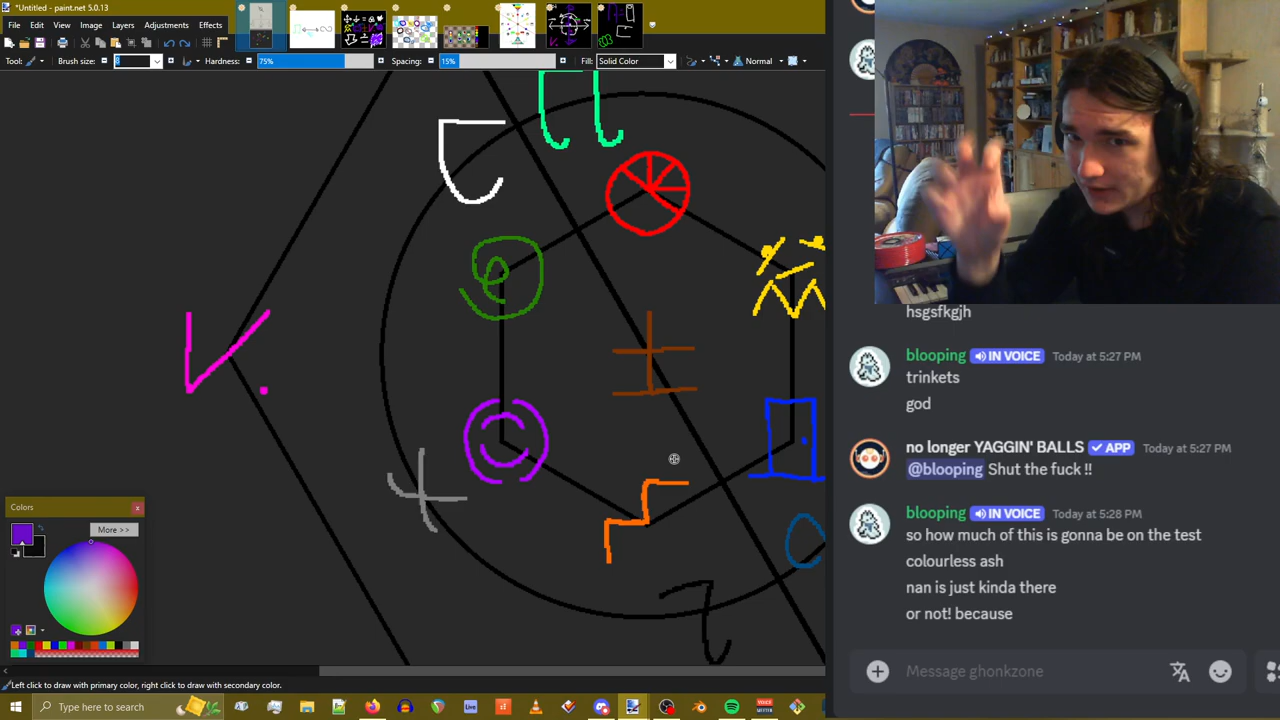 *Untitled - paint.net 5.0.13
File Edit View Image Layers Adjustments Effects
Tool: Brush size: Hardness: 75% Spacing: 15% Fill: Solid Color Normal
hsgsfkgjh
blooping IN VOICE Today at 5:27 PM
trinkets
god
no longer YAGGIN' BALLS APP Today at 5:27 PM
@blooping Shut the fuck !!
blooping IN VOICE Today at 5:28 PM
so how much of this is gonna be on the test
colourless ash
nan is just kinda there
or not! because
Colors
More >>
Message ghonkzone
Left click to draw with primary color, right click to draw with secondary color.
Type here to search